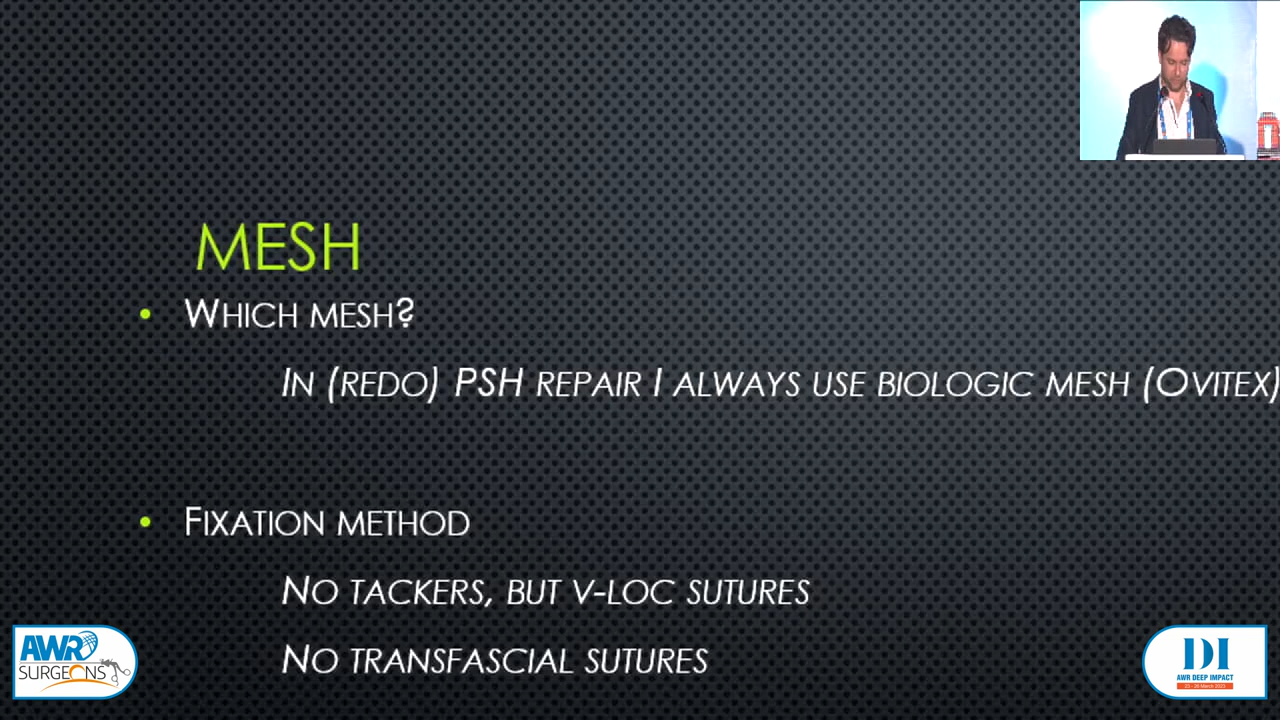 MESH
• WHICH MESH?
IN (REDO) PSH REPAIR I ALWAYS USE BIOLOGIC MESH (OVITEX)
• FIXATION METHOD
NO TACKERS, BUT V-LOC SUTURES
NO TRANSFASCIAL SUTURES
AWR
SURGEONS
DI
AWR DEEP IMPACT